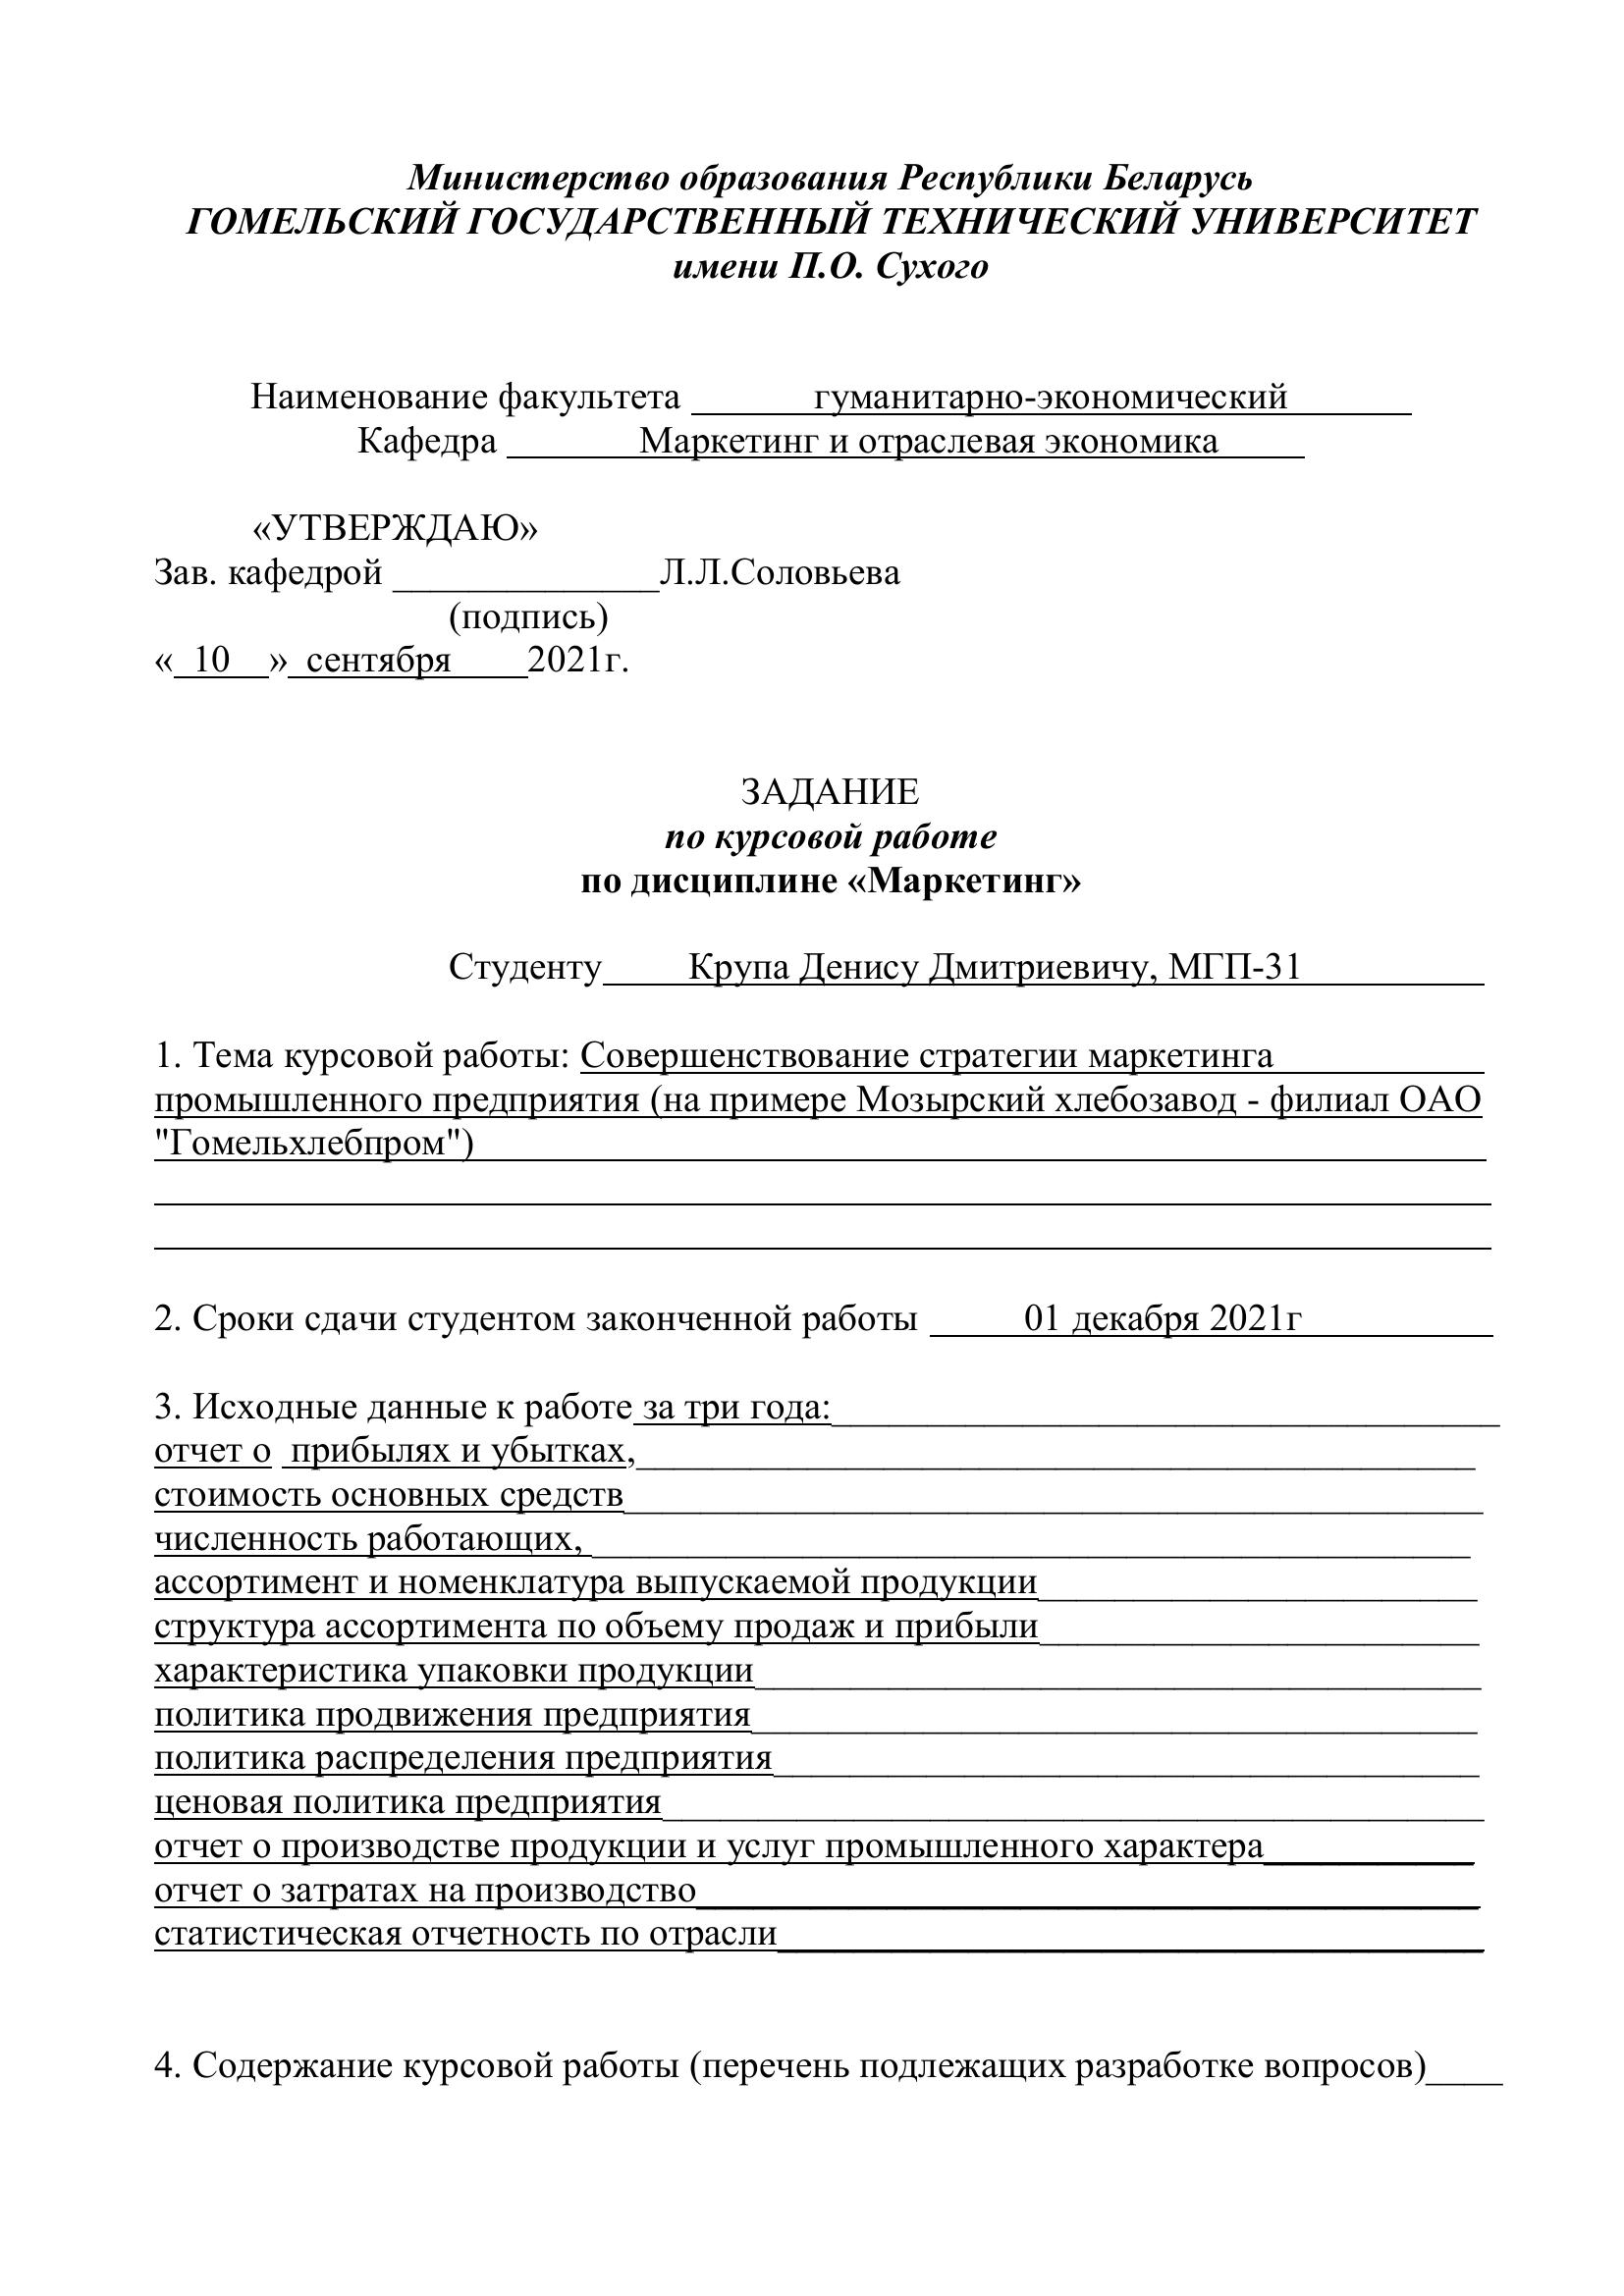 Министерство образования Республики Беларусь
ГОМЕЛЬСКИЙ ГОСУДАРСТВЕННЫЙ ТЕХНИЧЕСКИЙ УНИВЕРСИТЕТ
имени П.О. Сухого
Наименование факультета гуманитарно-экономический
Кафедра Маркетинг и отраслевая экономика
«УТВЕРЖДАЮ»
Зав. кафедрой ______________Л.Л.Соловьева
(подпись)
« 10 » сентября 2021г.
ЗАДАНИЕ
по курсовой работе
по дисциплине «Маркетинг»
Студенту Крупа Денису Дмитриевичу, МГП-31
1. Тема курсовой работы: Совершенствование стратегии маркетинга
промышленного предприятия (на примере Мозырский хлебозавод - филиал ОАО
"Гомельхлебпром")
2. Сроки сдачи студентом законченной работы 01 декабря 2021г
3. Исходные данные к работе за три года:
отчет о прибылях и убытках,
стоимость основных средств
численность работающих,
ассортимент и номенклатура выпускаемой продукции
структура ассортимента по объему продаж и прибыли
характеристика упаковки продукции
политика продвижения предприятия
политика распределения предприятия
ценовая политика предприятия
отчет о производстве продукции и услуг промышленного характера
отчет о затратах на производство
статистическая отчетность по отрасли
4. Содержание курсовой работы (перечень подлежащих разработке вопросов)____